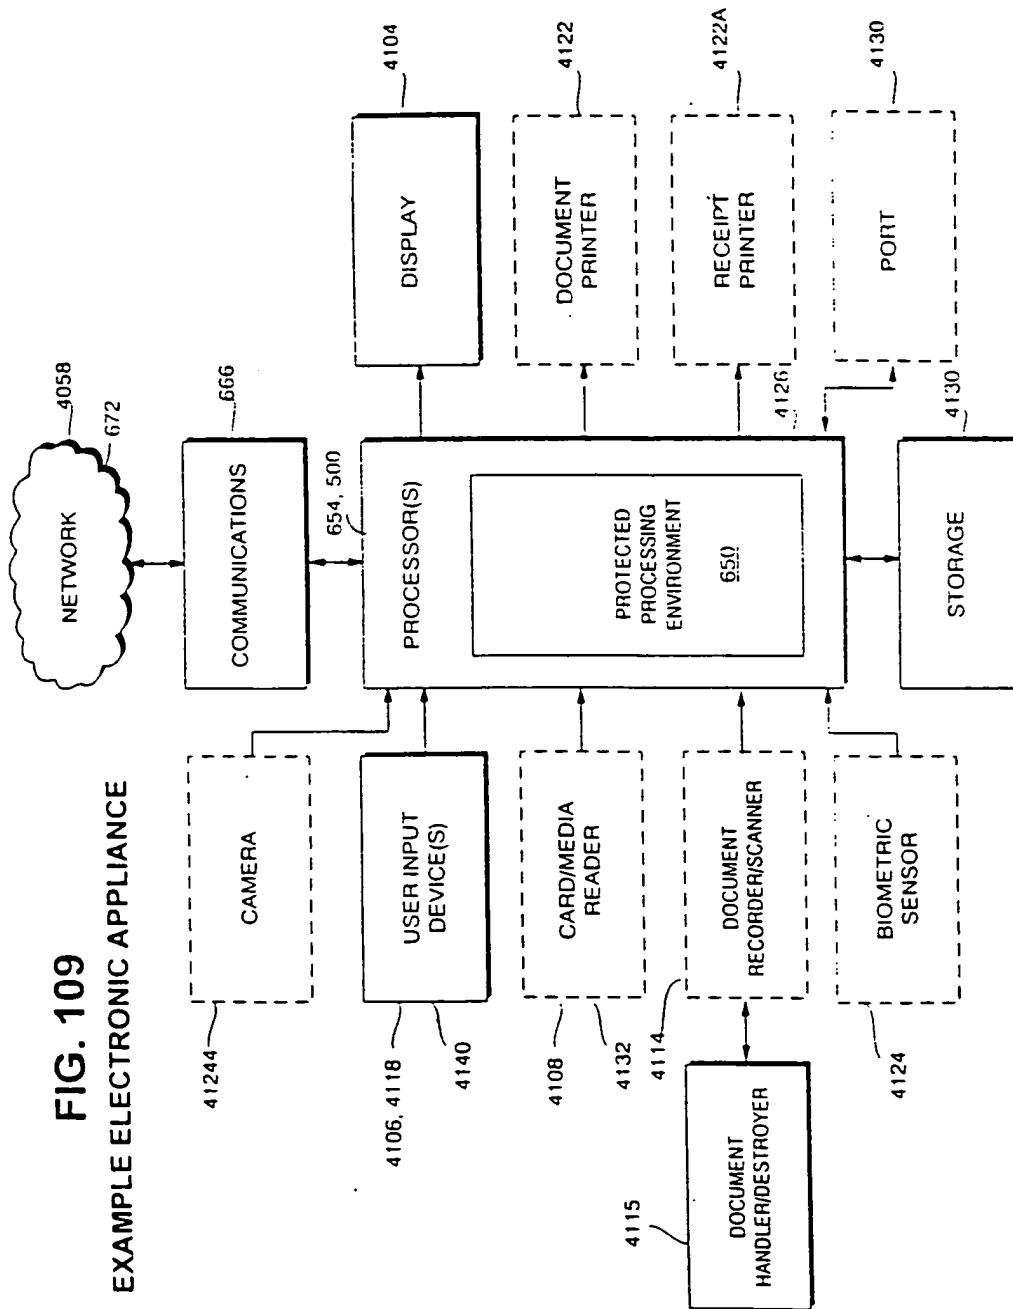 FIG. 109
EXAMPLE ELECTRONIC APPLIANCE
NETWORK
4058
672
COMMUNICATIONS
666
654, 500
PROCESSOR(S)
PROTECTED
PROCESSING
ENVIRONMENT
650
4126
STORAGE
4130
CAMERA
41244
USER INPUT
DEVICE(S)
4106, 4118
4140
CARD/MEDIA
READER
4108
4132
DOCUMENT
RECORDER/SCANNER
4114
DOCUMENT
HANDLER/DESTROYER
4115
BIOMETRIC
SENSOR
4124
DISPLAY
4104
DOCUMENT
PRINTER
4122
RECEIPT
PRINTER
4122A
PORT
4130